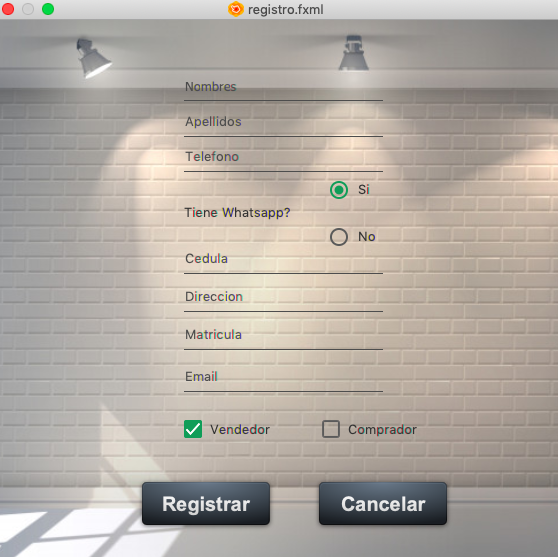 registro.fxml
Nombres
Apellidos
Telefono
Si
Tiene Whatsapp?
No
Cedula
Direccion
Matricula
Email
Vendedor Comprador
Registrar Cancelar